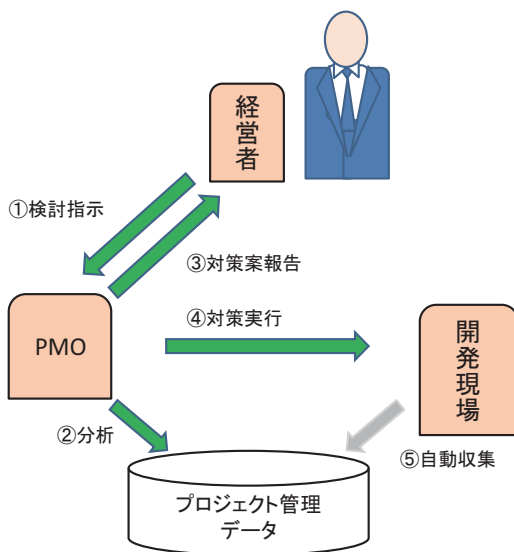 経営者
①検討指示
③対策案報告
④対策実行
PMO
開発現場
②分析
⑤自動収集
プロジェクト管理
データ